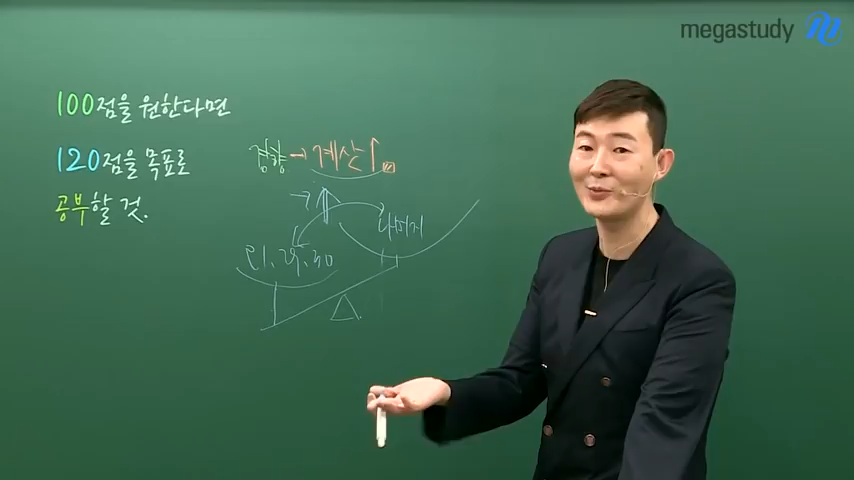 megastudy
100점을 원한다면
120점을 목표로
공부할 것.
경향 → 계산↑
나머지
21, 29, 30